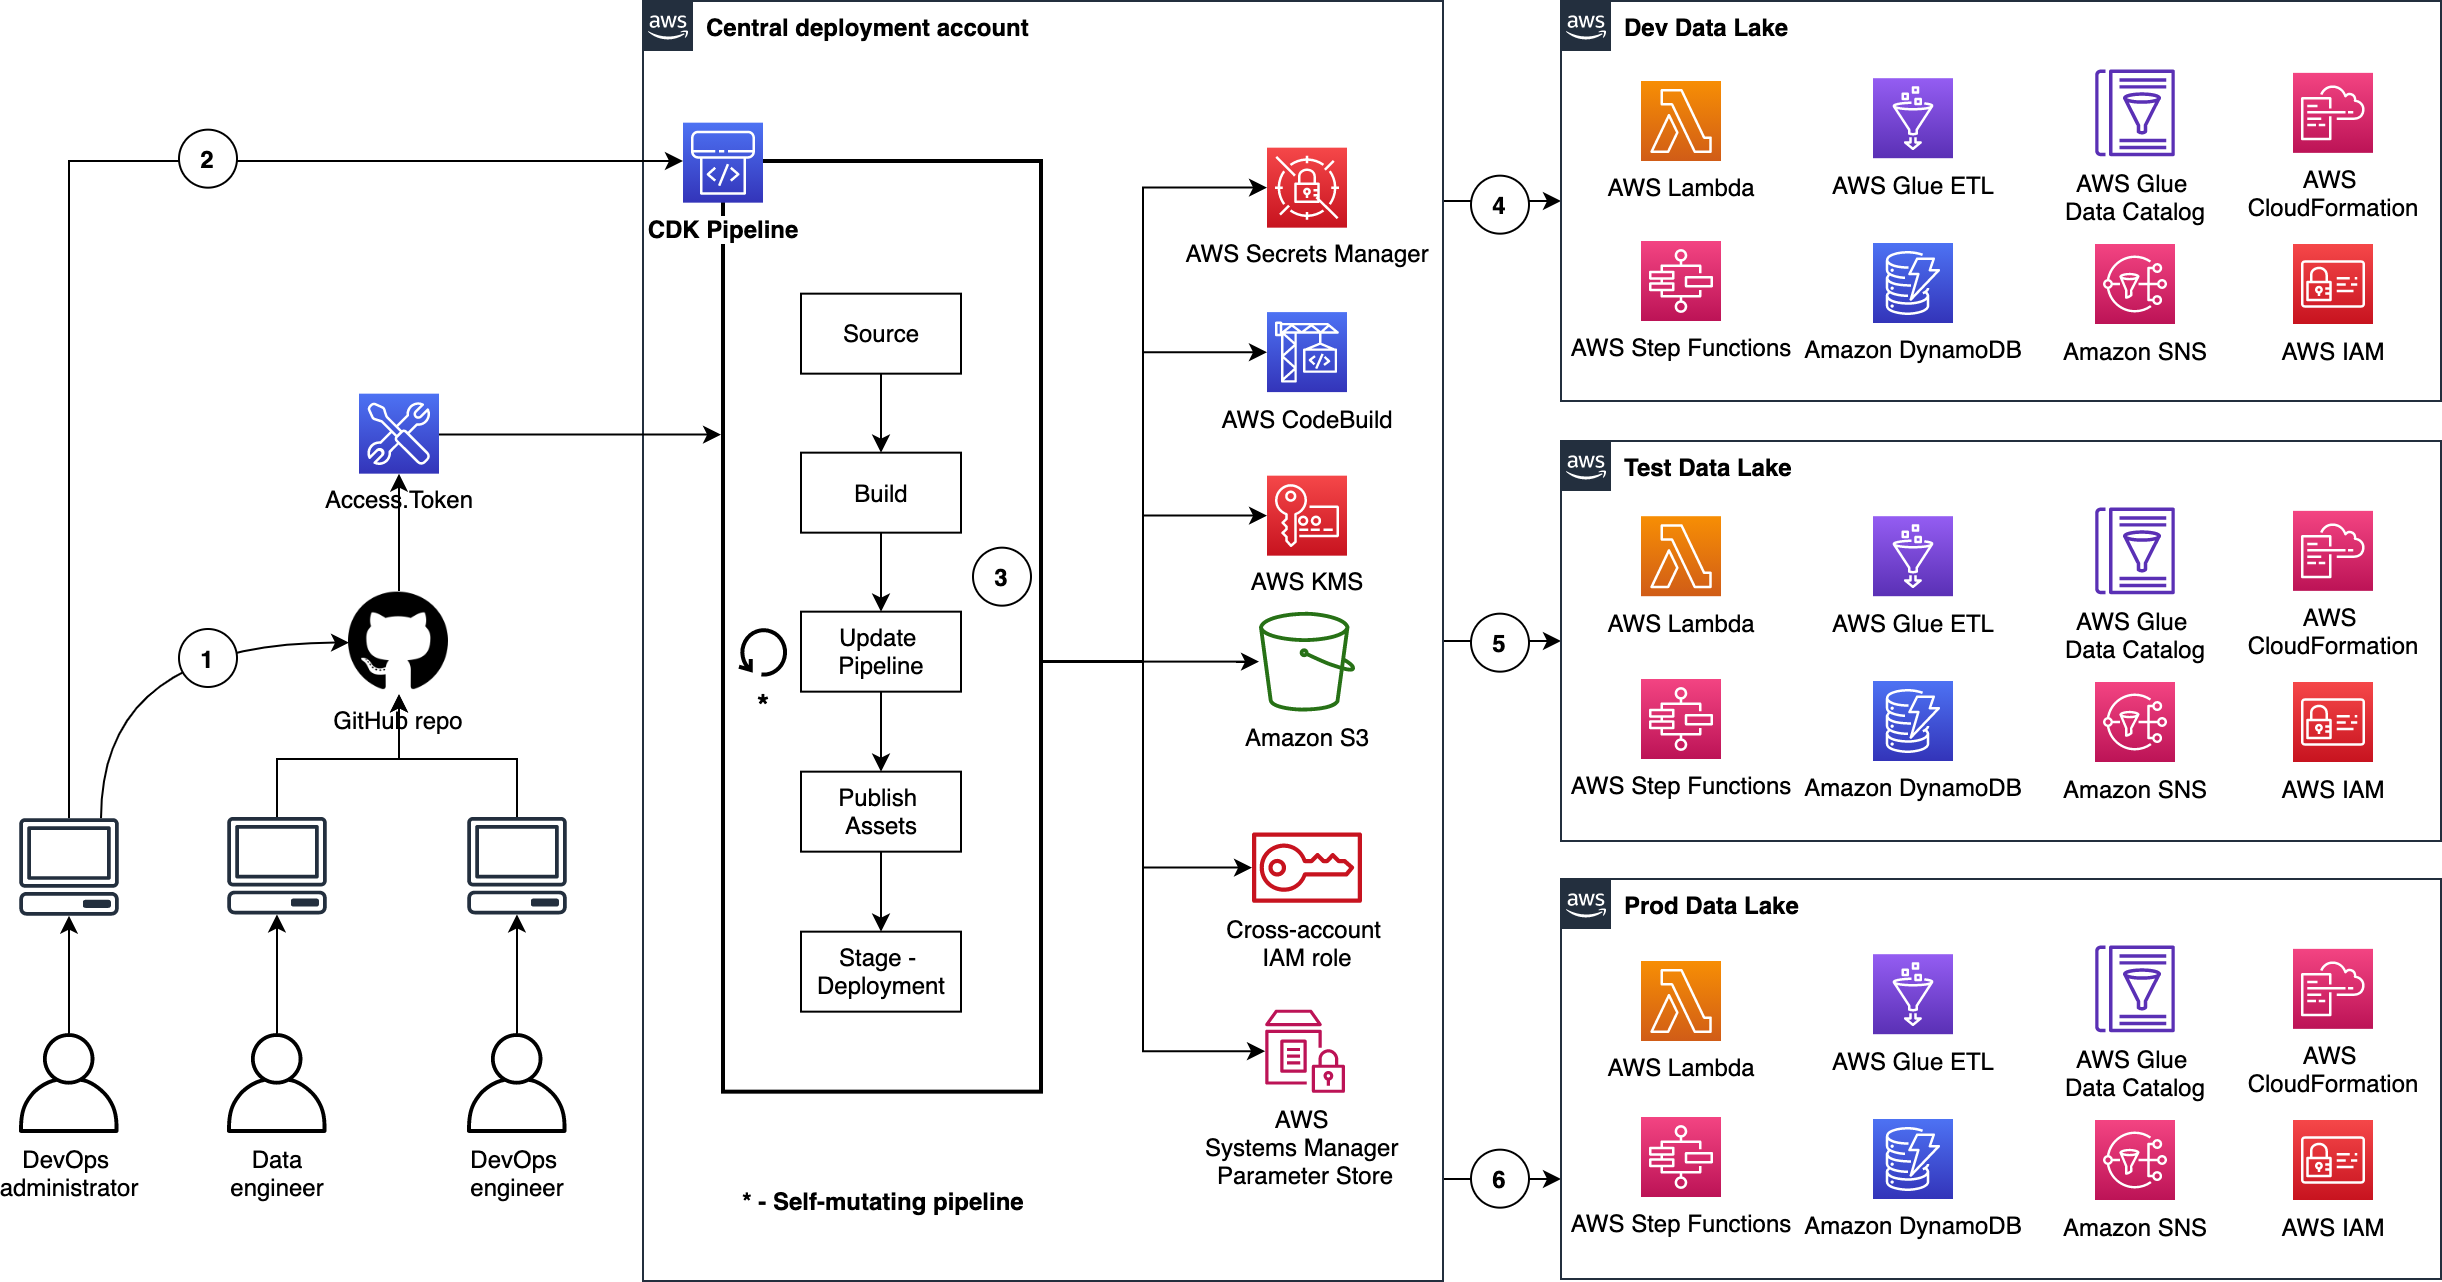 aws
Central deployment account
2
CDK Pipeline
Source
Build
Update
Pipeline
*
Publish
Assets
Stage -
Deployment
3
* - Self-mutating pipeline
Access Token
1
GitHub repo
DevOps
administrator
Data
engineer
DevOps
engineer
AWS Secrets Manager
AWS CodeBuild
AWS KMS
Amazon S3
Cross-account
IAM role
AWS
Systems Manager
Parameter Store
4
aws
Dev Data Lake
AWS Lambda
AWS Glue ETL
AWS Glue
Data Catalog
AWS
CloudFormation
AWS Step Functions
Amazon DynamoDB
Amazon SNS
AWS IAM
5
aws
Test Data Lake
AWS Lambda
AWS Glue ETL
AWS Glue
Data Catalog
AWS
CloudFormation
AWS Step Functions
Amazon DynamoDB
Amazon SNS
AWS IAM
6
aws
Prod Data Lake
AWS Lambda
AWS Glue ETL
AWS Glue
Data Catalog
AWS
CloudFormation
AWS Step Functions
Amazon DynamoDB
Amazon SNS
AWS IAM